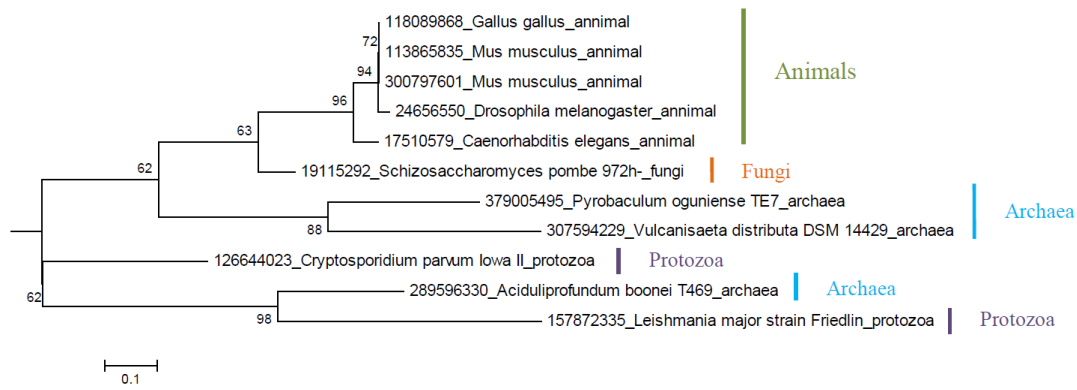 118089868_Gallus gallus_annimal
72
113865835_Mus musculus_annimal
Animals
94
300797601_Mus musculus_annimal
96
24656550_Drosophila melanogaster_annimal
63
17510579_Caenorhabditis elegans_annimal
62
19115292_Schizosaccharomyces pombe 972h-_fungi
Fungi
379005495_Pyrobaculum oguniense TE7_archaea
Archaea
88
307594229_Vulcanisaeta distributa DSM 14429_archaea
126644023_Cryptosporidium parvum Iowa II_protozoa
Protozoa
62
289596330_Aciduliprofundum boonei T469_archaea
Archaea
98
157872335_Leishmania major strain Friedlin_protozoa
Protozoa
0.1